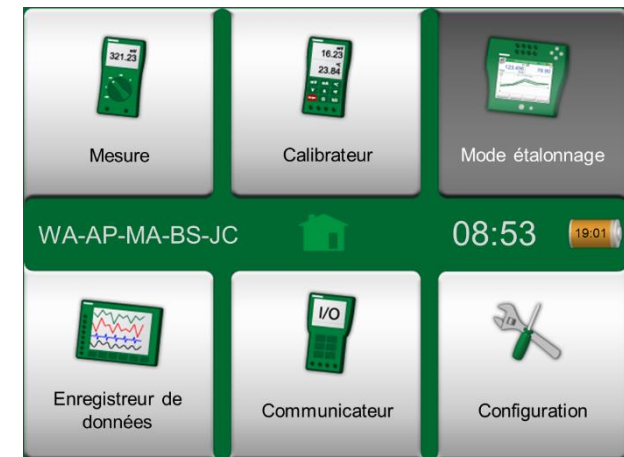 321.23
16.23
23.84
Mesure
Calibrateur
Mode étalonnage
WA-AP-MA-BS-JC
08:53
19:01
I/O
Enregistreur de
données
Communicateur
Configuration